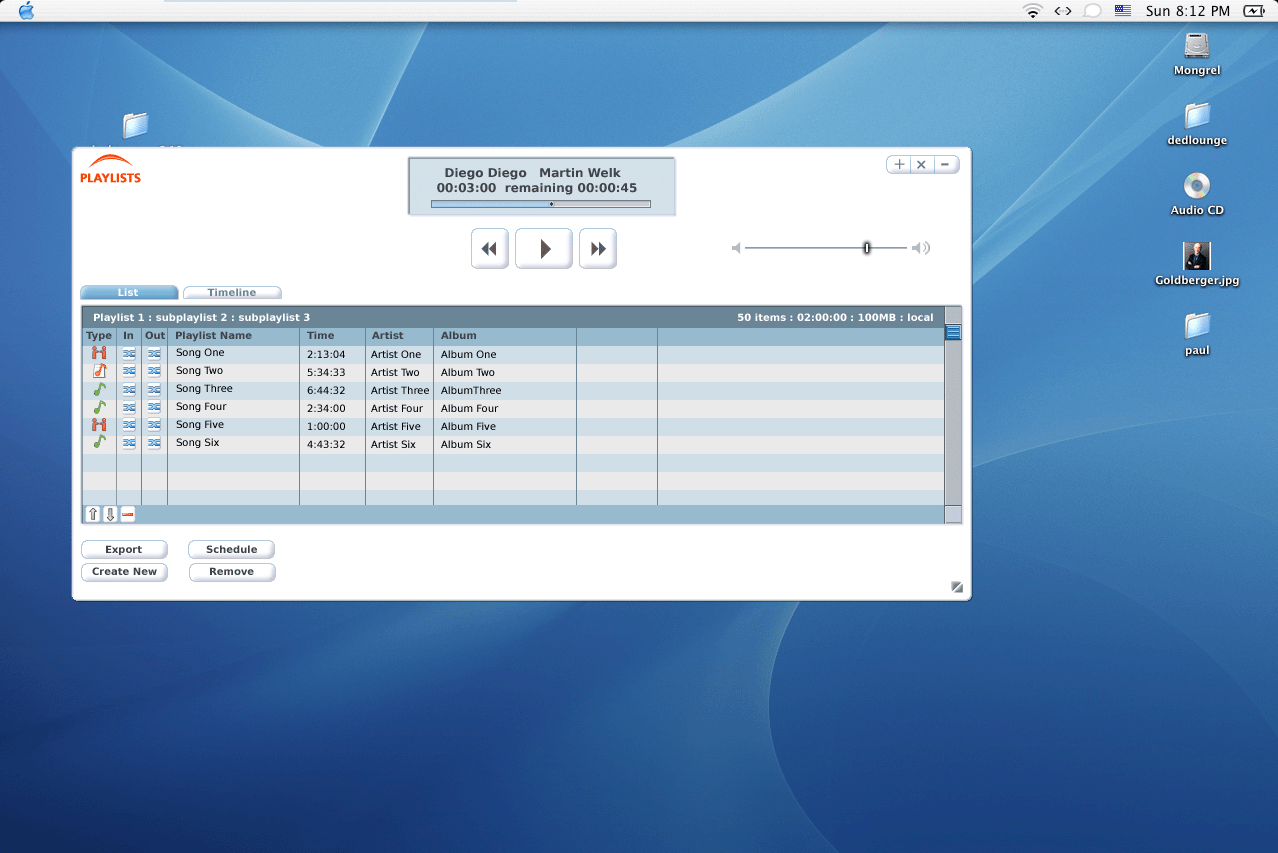 Sun 8:12 PM
Mongrel
dedlounge
Audio CD
Goldberger.jpg
paul
PLAYLISTS
Diego Diego Martin Welk
00:03:00 remaining 00:00:45
List Timeline
Playlist 1 : subplaylist 2 : subplaylist 3 50 items : 02:00:00 : 100MB : local
Type In Out Playlist Name Time Artist Album
Song One 2:13:04 Artist One Album One
Song Two 5:34:33 Artist Two Album Two
Song Three 6:44:32 Artist Three AlbumThree
Song Four 2:34:00 Artist Four Album Four
Song Five 1:00:00 Artist Five Album Five
Song Six 4:43:32 Artist Six Album Six
Export Schedule
Create New Remove